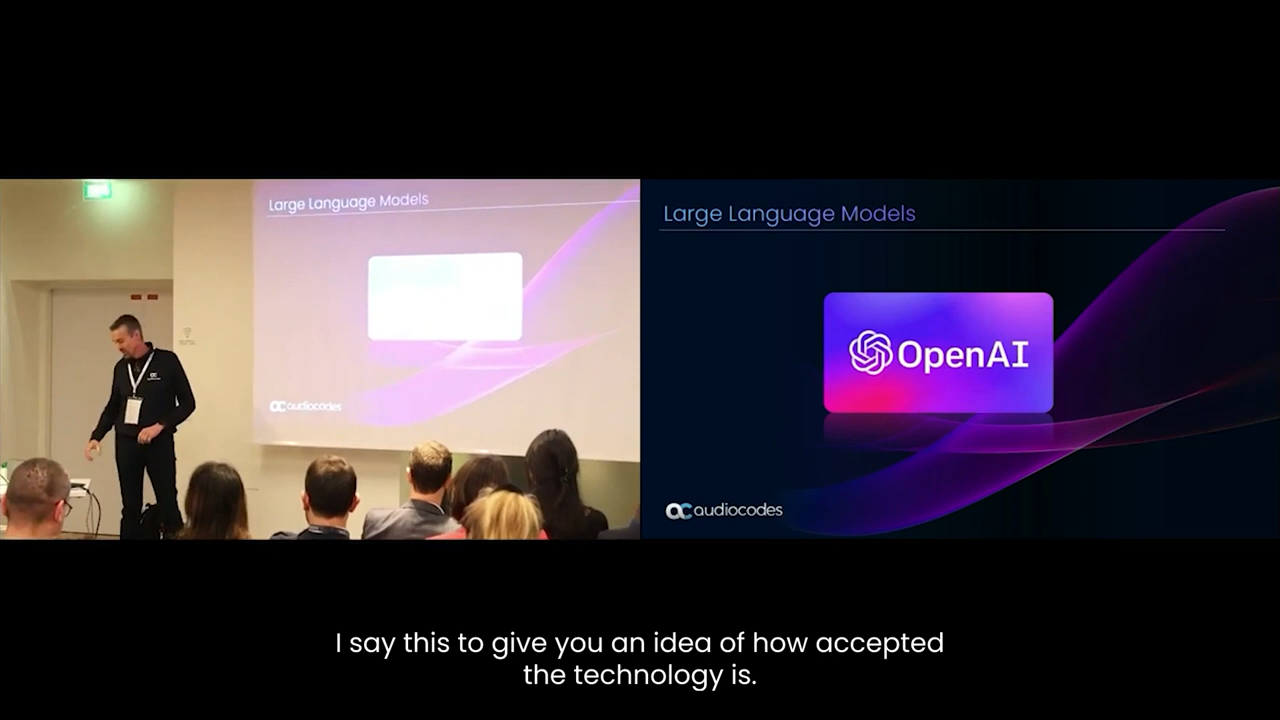 Large Language Models
audiocodes
Large Language Models
OpenAI
audiocodes
I say this to give you an idea of how accepted
the technology is.